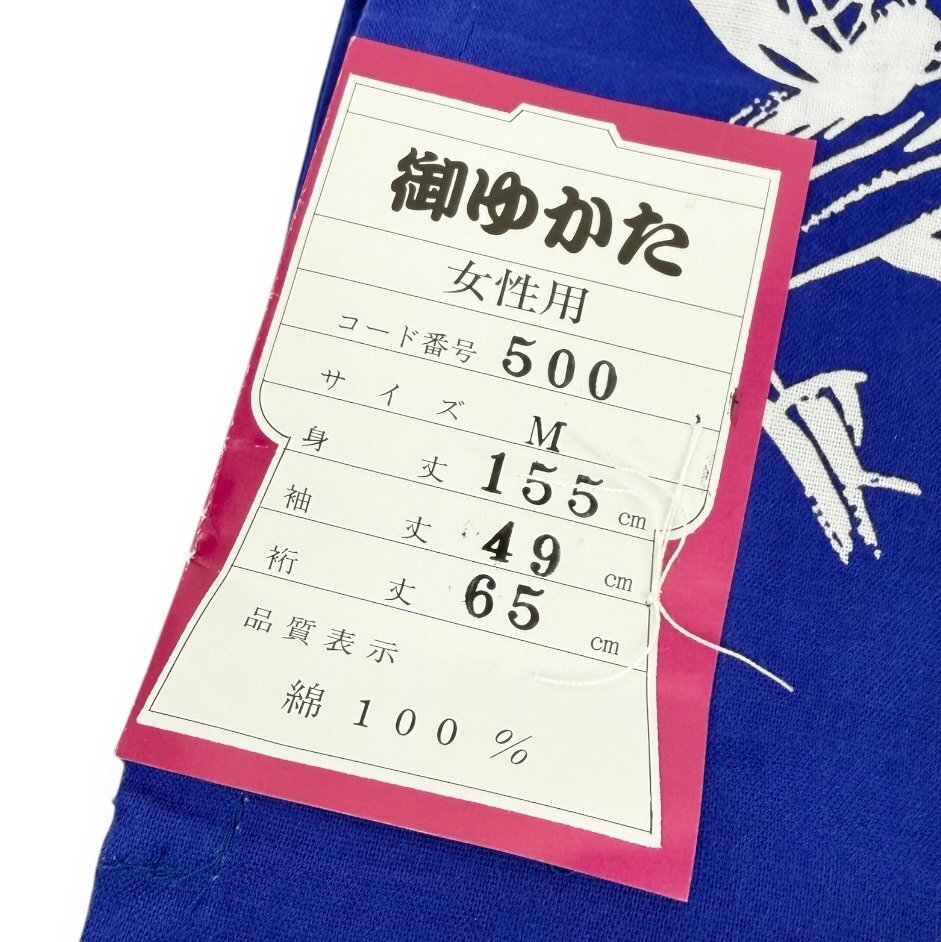 御ゆかた
女性用
コード番号 500
サイズ M
身丈 155 cm
袖丈 49 cm
裄丈 65 cm
品質表示
綿 100 %